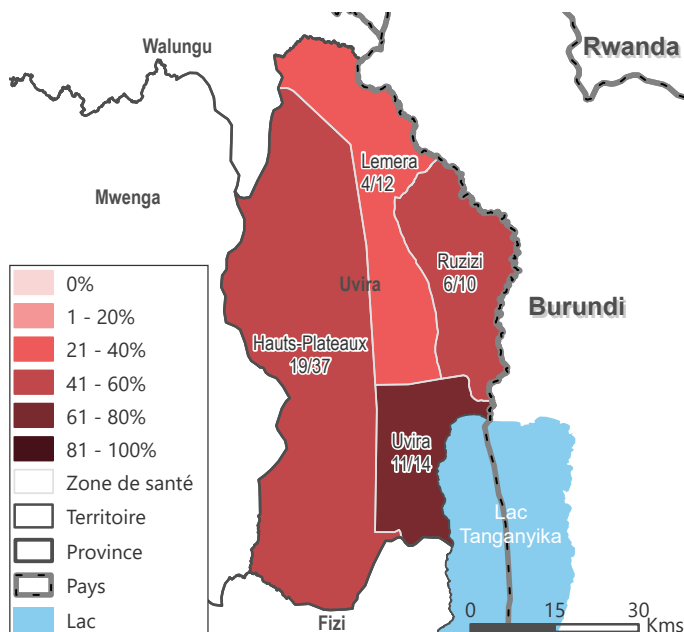 Walungu
Rwanda
Lemera
4/12
Mwenga
Ruzizi
6/10
Uvira
Burundi
Hauts-Plateaux
19/37
Uvira
11/14
Lac
Tanganyika
Fizi
0%
1 - 20%
21 - 40%
41 - 60%
61 - 80%
81 - 100%
Zone de santé
Territoire
Province
Pays
Lac
0 15 30
Kms